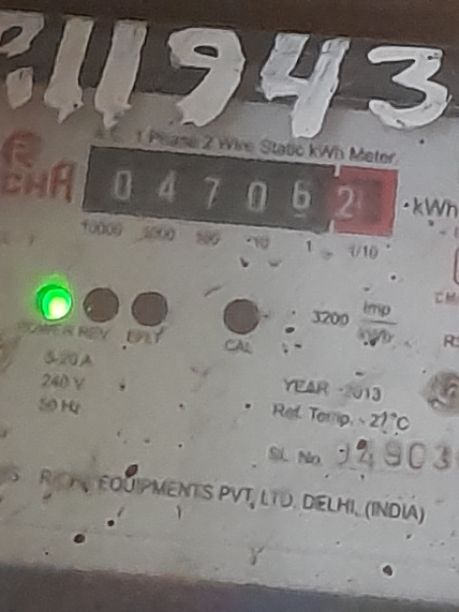 11943
1 Phase 2 Wire Static kWh Meter
CHA
0 4 7 0 6 2 kWh
10000 1000 100 10 1 1/10
POWER REV EPLY CAL
3200 imp/kWh
5-20 A
240 V
50 Hz
YEAR - 2013
Ref. Temp. - 27°C
SL. No.
EQUIPMENTS PVT. LTD. DELHI, (INDIA)